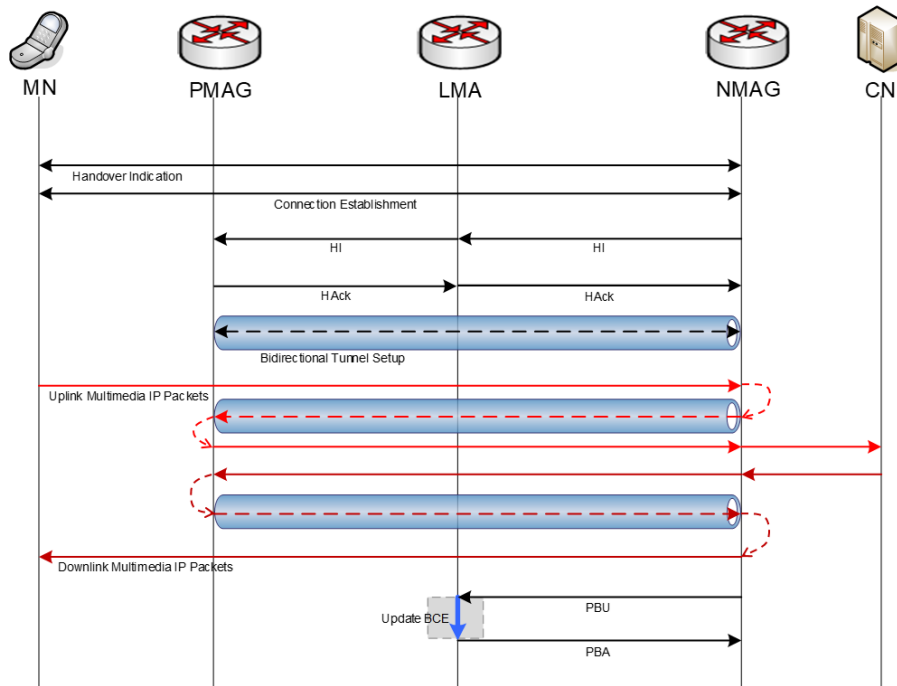 MN
PMAG
LMA
NMAG
CN
Handover Indication
Connection Establishment
HI
HI
HAck
HAck
Bidirectional Tunnel Setup
Uplink Multimedia IP Packets
Downlink Multimedia IP Packets
PBU
Update BCE
PBA